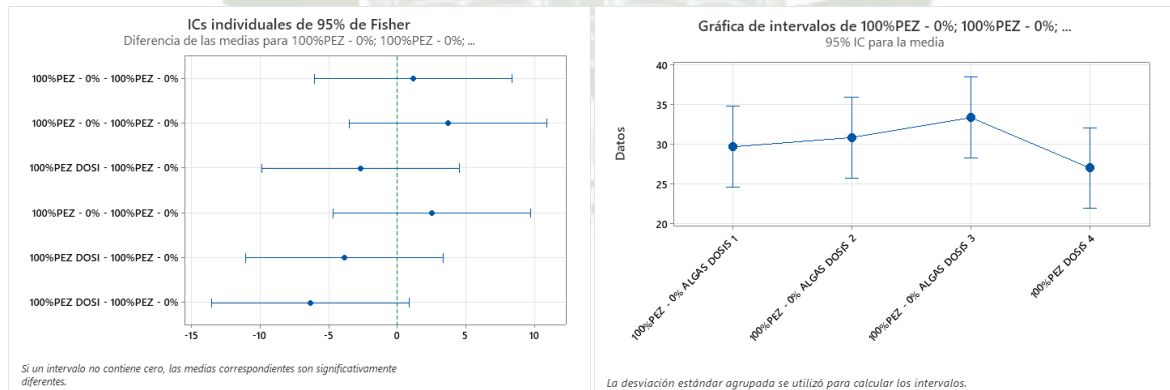 ICs individuales de 95% de Fisher
Diferencia de las medias para 100%PEZ - 0%; 100%PEZ - 0%; ...
100%PEZ - 0% - 100%PEZ - 0%
100%PEZ - 0% - 100%PEZ - 0%
100%PEZ DOSI - 100%PEZ - 0%
100%PEZ - 0% - 100%PEZ - 0%
100%PEZ DOSI - 100%PEZ - 0%
100%PEZ DOSI - 100%PEZ - 0%
-15 -10 -5 0 5 10
Si un intervalo no contiene cero, las medias correspondientes son significativamente
diferentes.
Gráfica de intervalos de 100%PEZ - 0%; 100%PEZ - 0%; ...
95% IC para la media
Datos
40
35
30
25
20
100%PEZ - 0% ALGAS DOSIS 1
100%PEZ - 0% ALGAS DOSIS 2
100%PEZ - 0% ALGAS DOSIS 3
100%PEZ DOSIS 4
La desviación estándar agrupada se utilizó para calcular los intervalos.